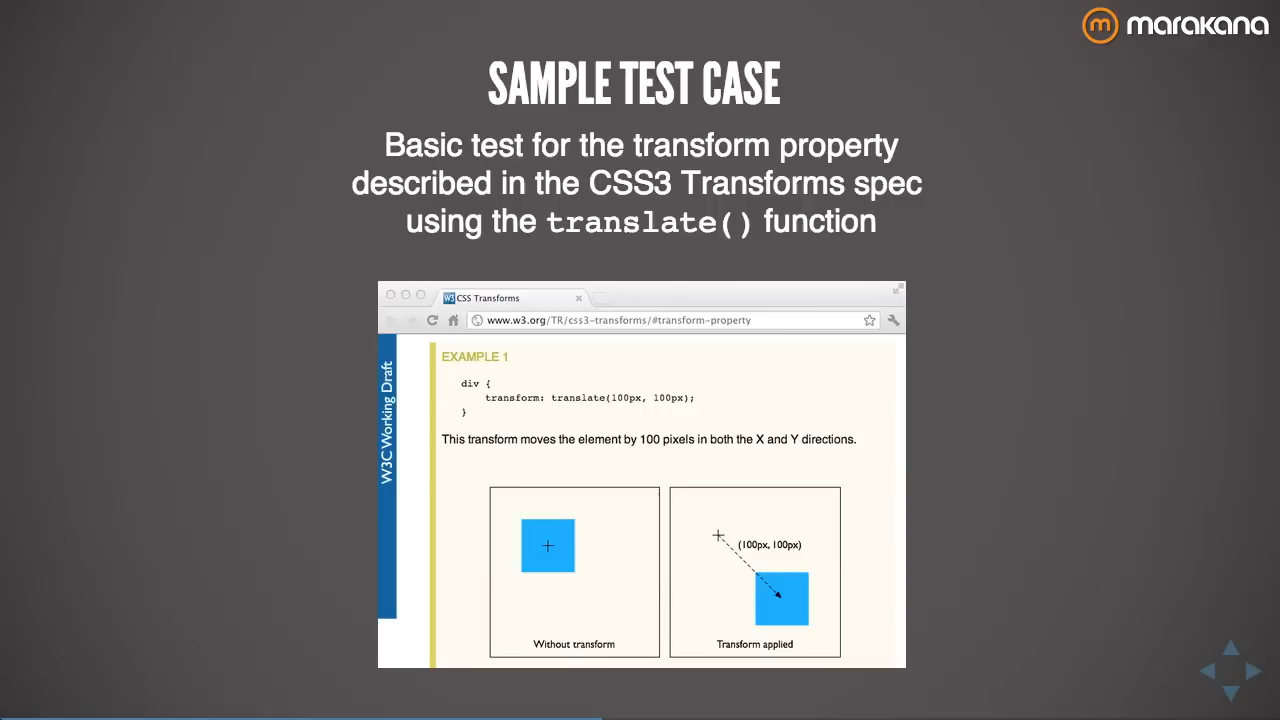 marakana
SAMPLE TEST CASE
Basic test for the transform property
described in the CSS3 Transforms spec
using the translate() function
W3 CSS Transforms
www.w3.org/TR/css3-transforms/#transform-property
W3C Working Draft
EXAMPLE 1
div {
transform: translate(100px, 100px);
}
This transform moves the element by 100 pixels in both the X and Y directions.
(100px, 100px)
Without transform
Transform applied